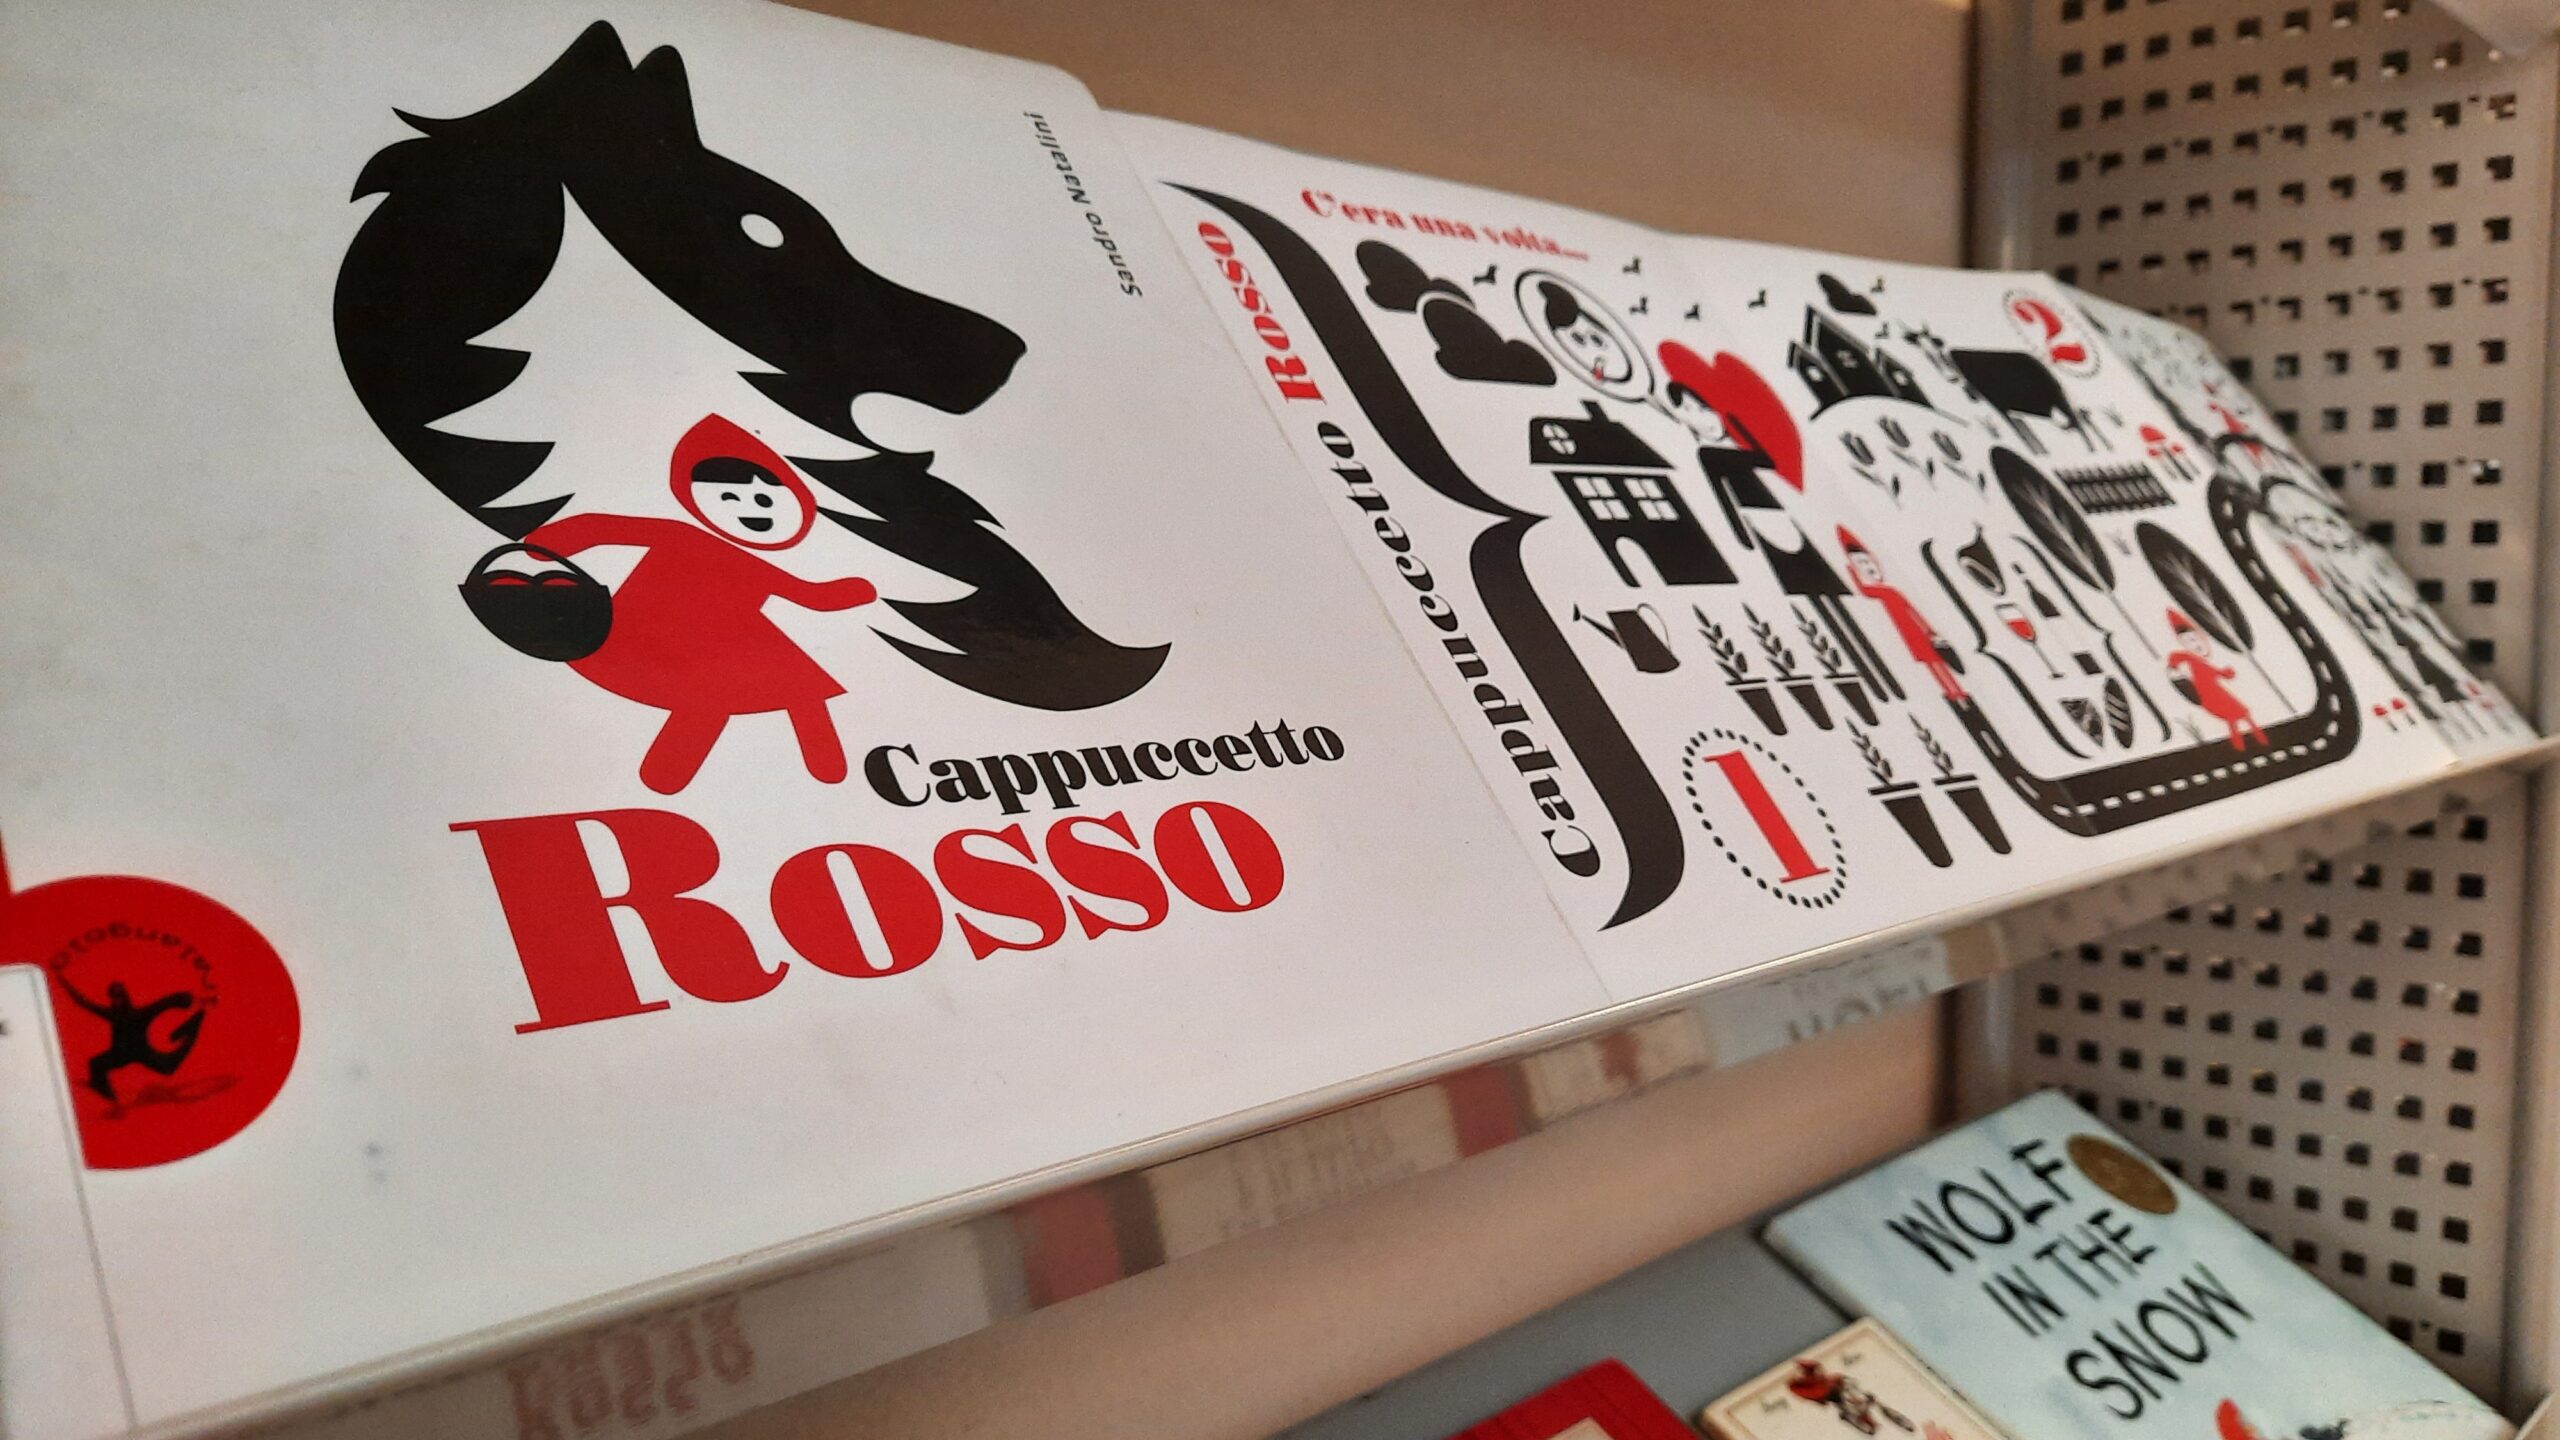 Sandro Natalini
Cappuccetto
Rosso
Cappuccetto Rosso
C'era una volta...
1
2
WOLF
IN THE
SNOW